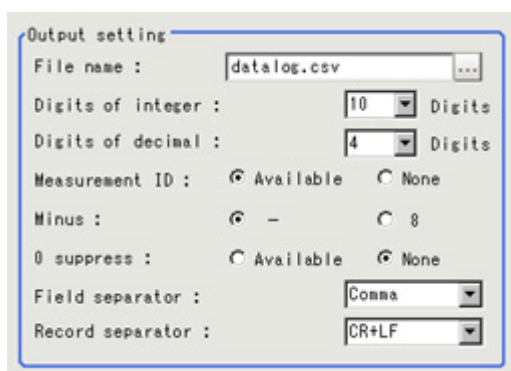 Output setting
File name : datalog.csv ...
Digits of integer : 10 Digits
Digits of decimal : 4 Digits
Measurement ID : Available None
Minus : - 8
0 suppress : Available None
Field separator : Comma
Record separator : CR+LF